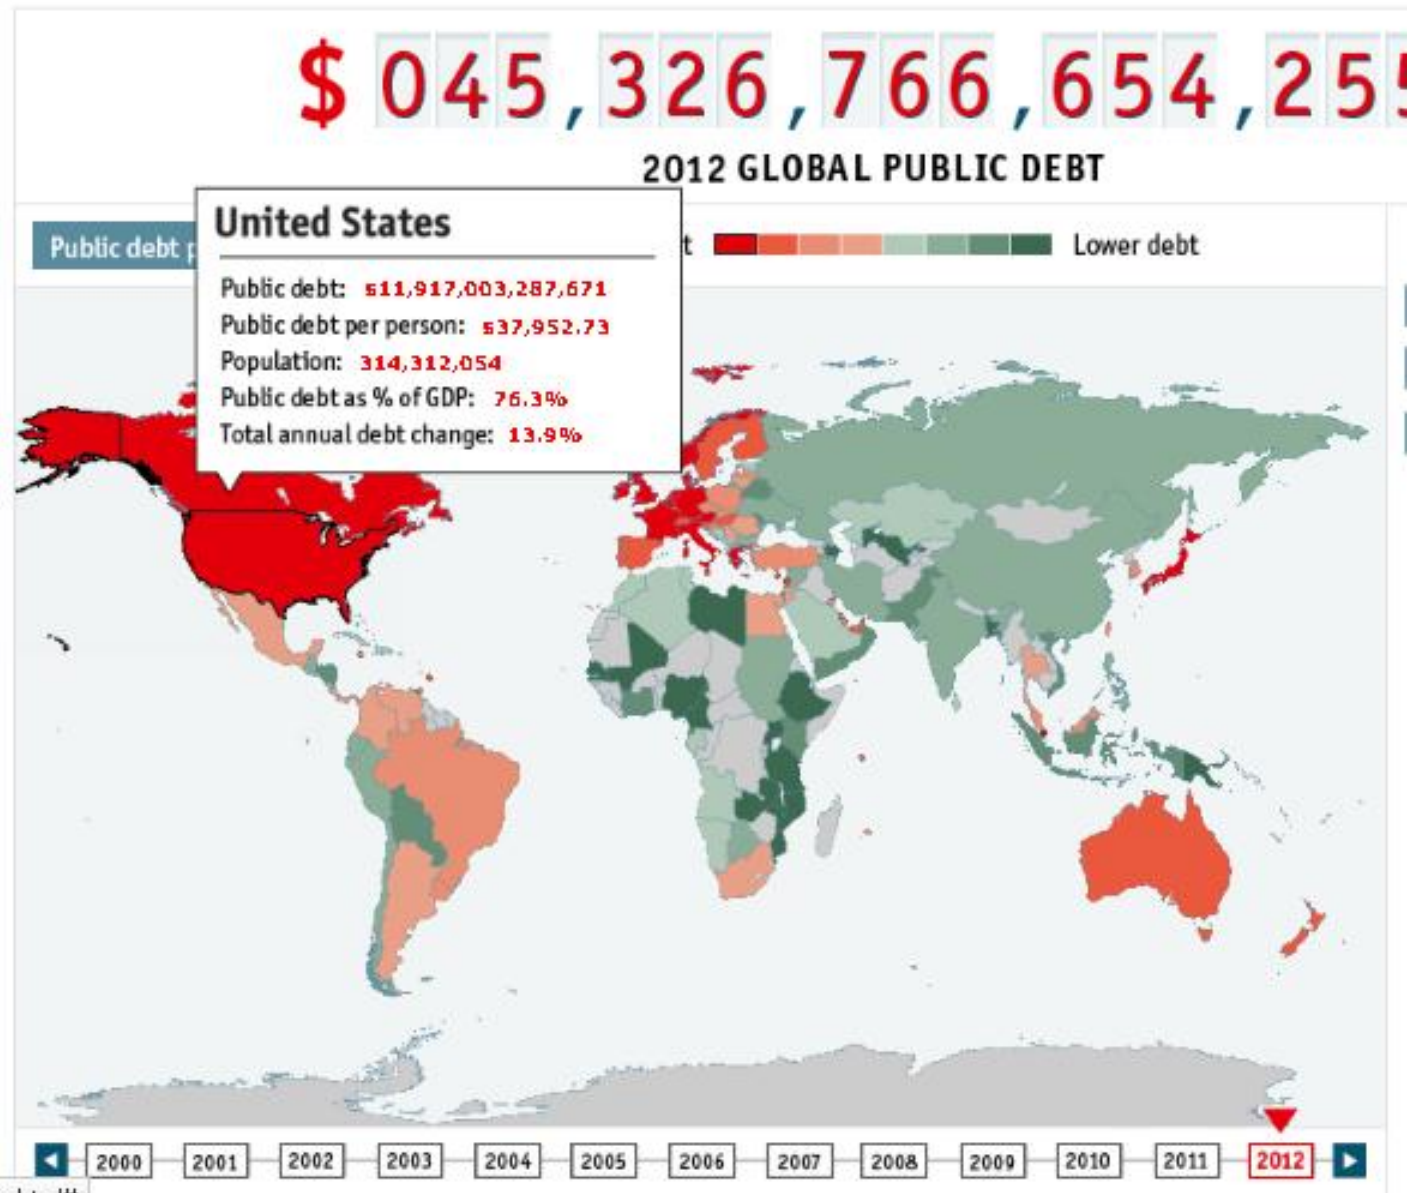 $ 045,326,766,654,255
2012 GLOBAL PUBLIC DEBT
Public debt
Lower debt
United States
Public debt: $11,917,003,287,671
Public debt per person: $37,952.73
Population: 314,312,054
Public debt as % of GDP: 76.3%
Total annual debt change: 13.9%
2000 2001 2002 2003 2004 2005 2006 2007 2008 2009 2010 2011 2012